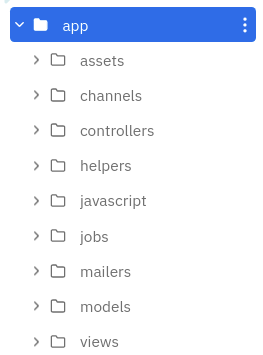 app
assets
channels
controllers
helpers
javascript
jobs
mailers
models
views